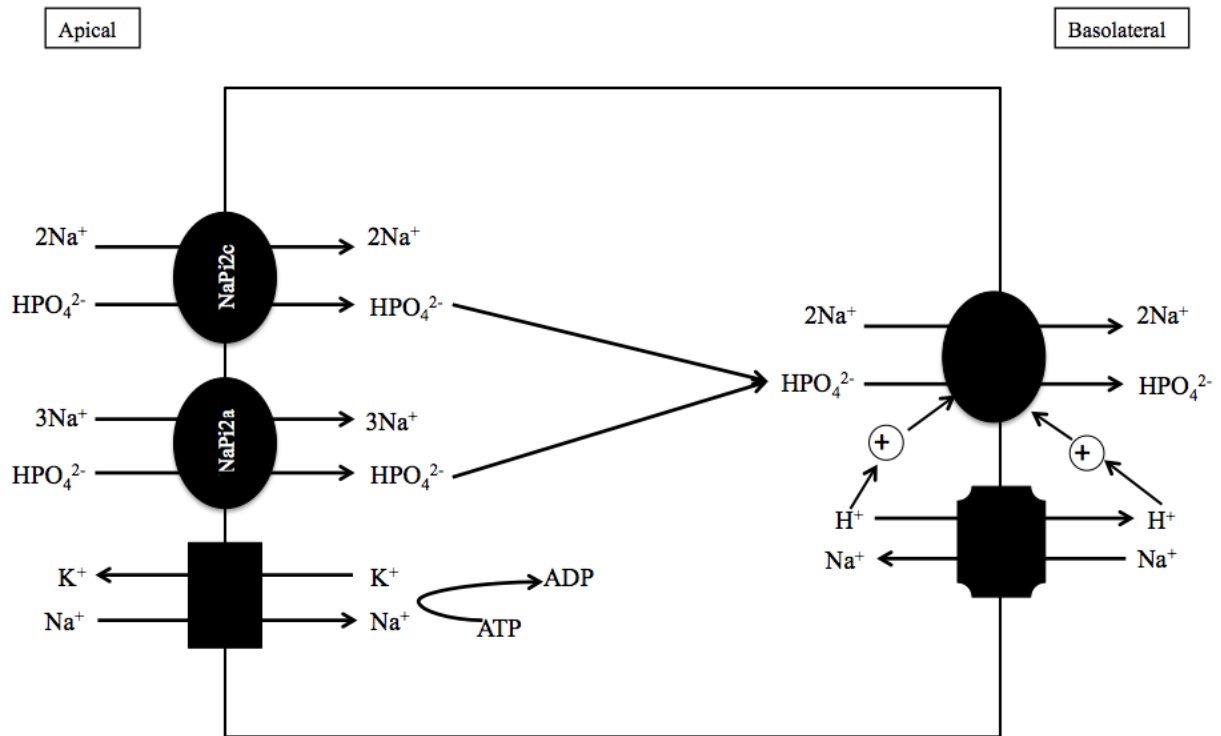 Apical
Basolateral
2Na⁺ NaPi2c 2Na⁺
HPO₄²⁻ HPO₄²⁻
2Na⁺ 2Na⁺
HPO₄²⁻ HPO₄²⁻
3Na⁺ NaPi2a 3Na⁺
HPO₄²⁻ HPO₄²⁻
+ +
H⁺ H⁺
Na⁺ Na⁺
K⁺ K⁺ ADP
Na⁺ Na⁺ ATP